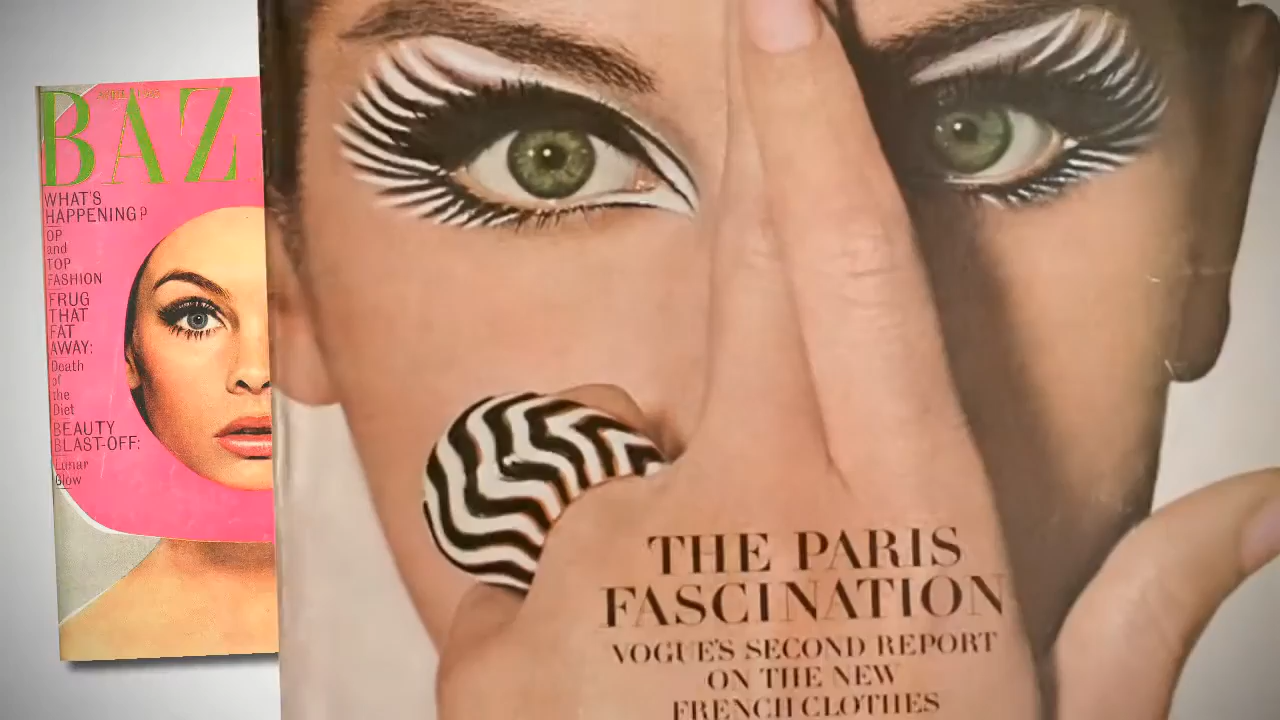 BAZ
WHAT'S
HAPPENING?
OP
and
TOP
FASHION
FRUG
THAT
FAT
AWAY:
Death
of
the
Diet
BEAUTY
BLAST-OFF:
Lunar
Glow
THE PARIS
FASCINATION
VOGUE'S SECOND REPORT
ON THE NEW
FRENCH CLOTHES